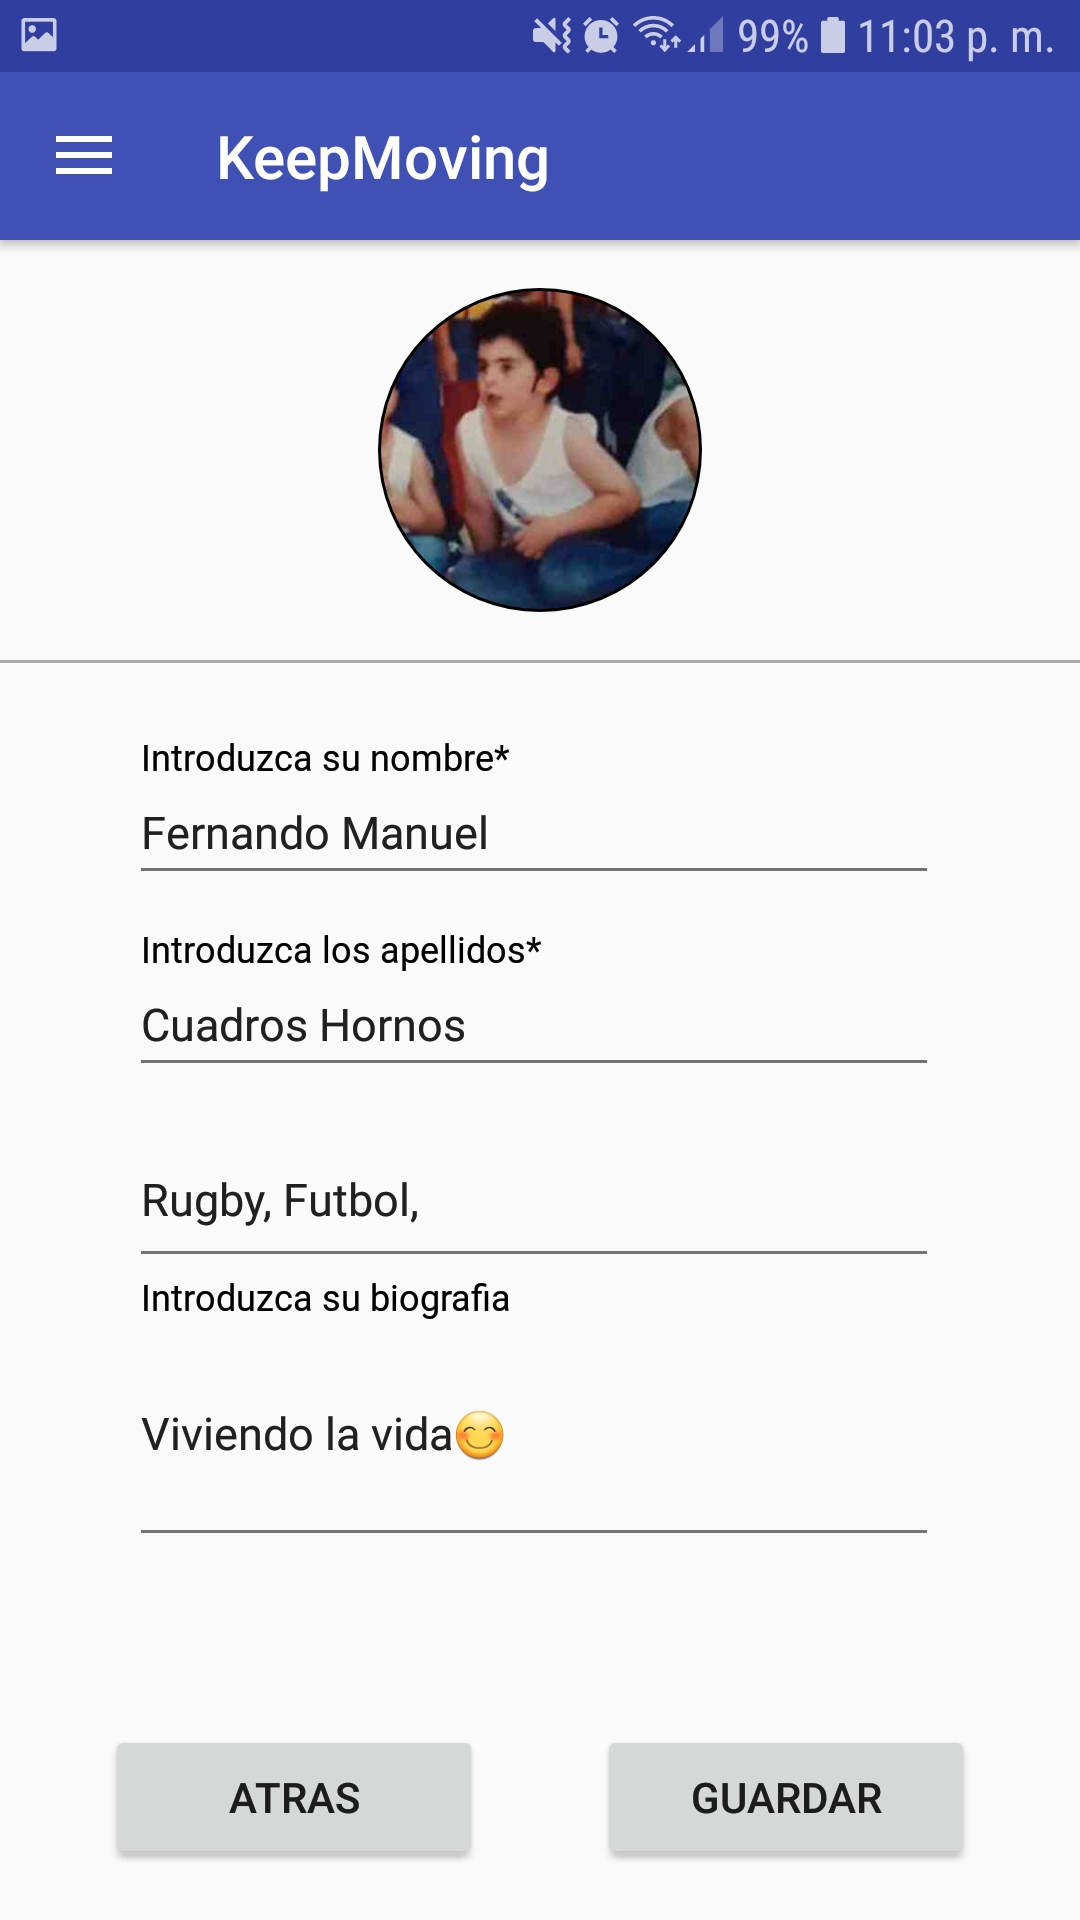 99% 11:03 p. m.
KeepMoving
Introduzca su nombre*
Fernando Manuel
Introduzca los apellidos*
Cuadros Hornos
Rugby, Futbol,
Introduzca su biografia
Viviendo la vida😊
ATRAS
GUARDAR